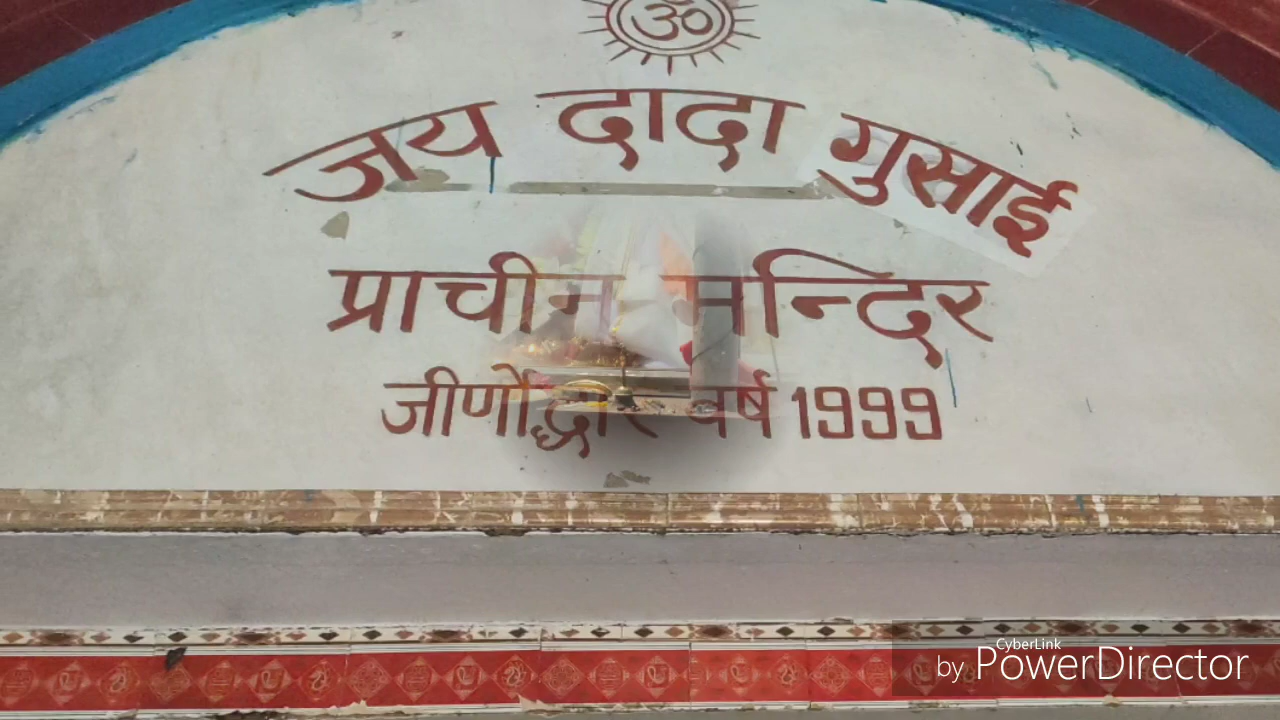 ॐ
जय दादा गुसाई
प्राचीन मन्दिर
जीर्णोद्धार वर्ष 1999
CyberLink
by PowerDirector